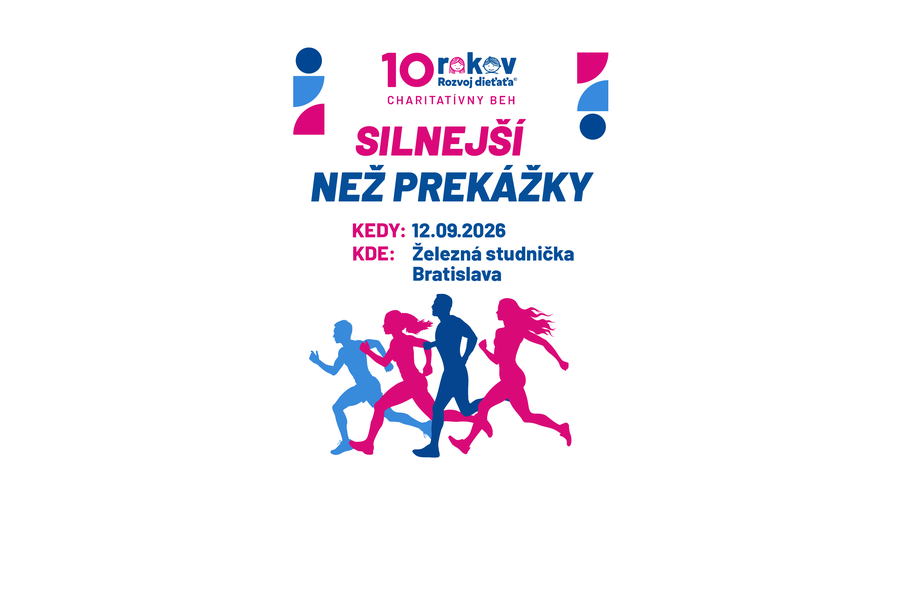 10 rokov
Rozvoj dieťaťa®
CHARITATÍVNY BEH
SILNEJŠÍ
NEŽ PREKÁŽKY
KEDY: 12.09.2026
KDE: Železná studnička
Bratislava